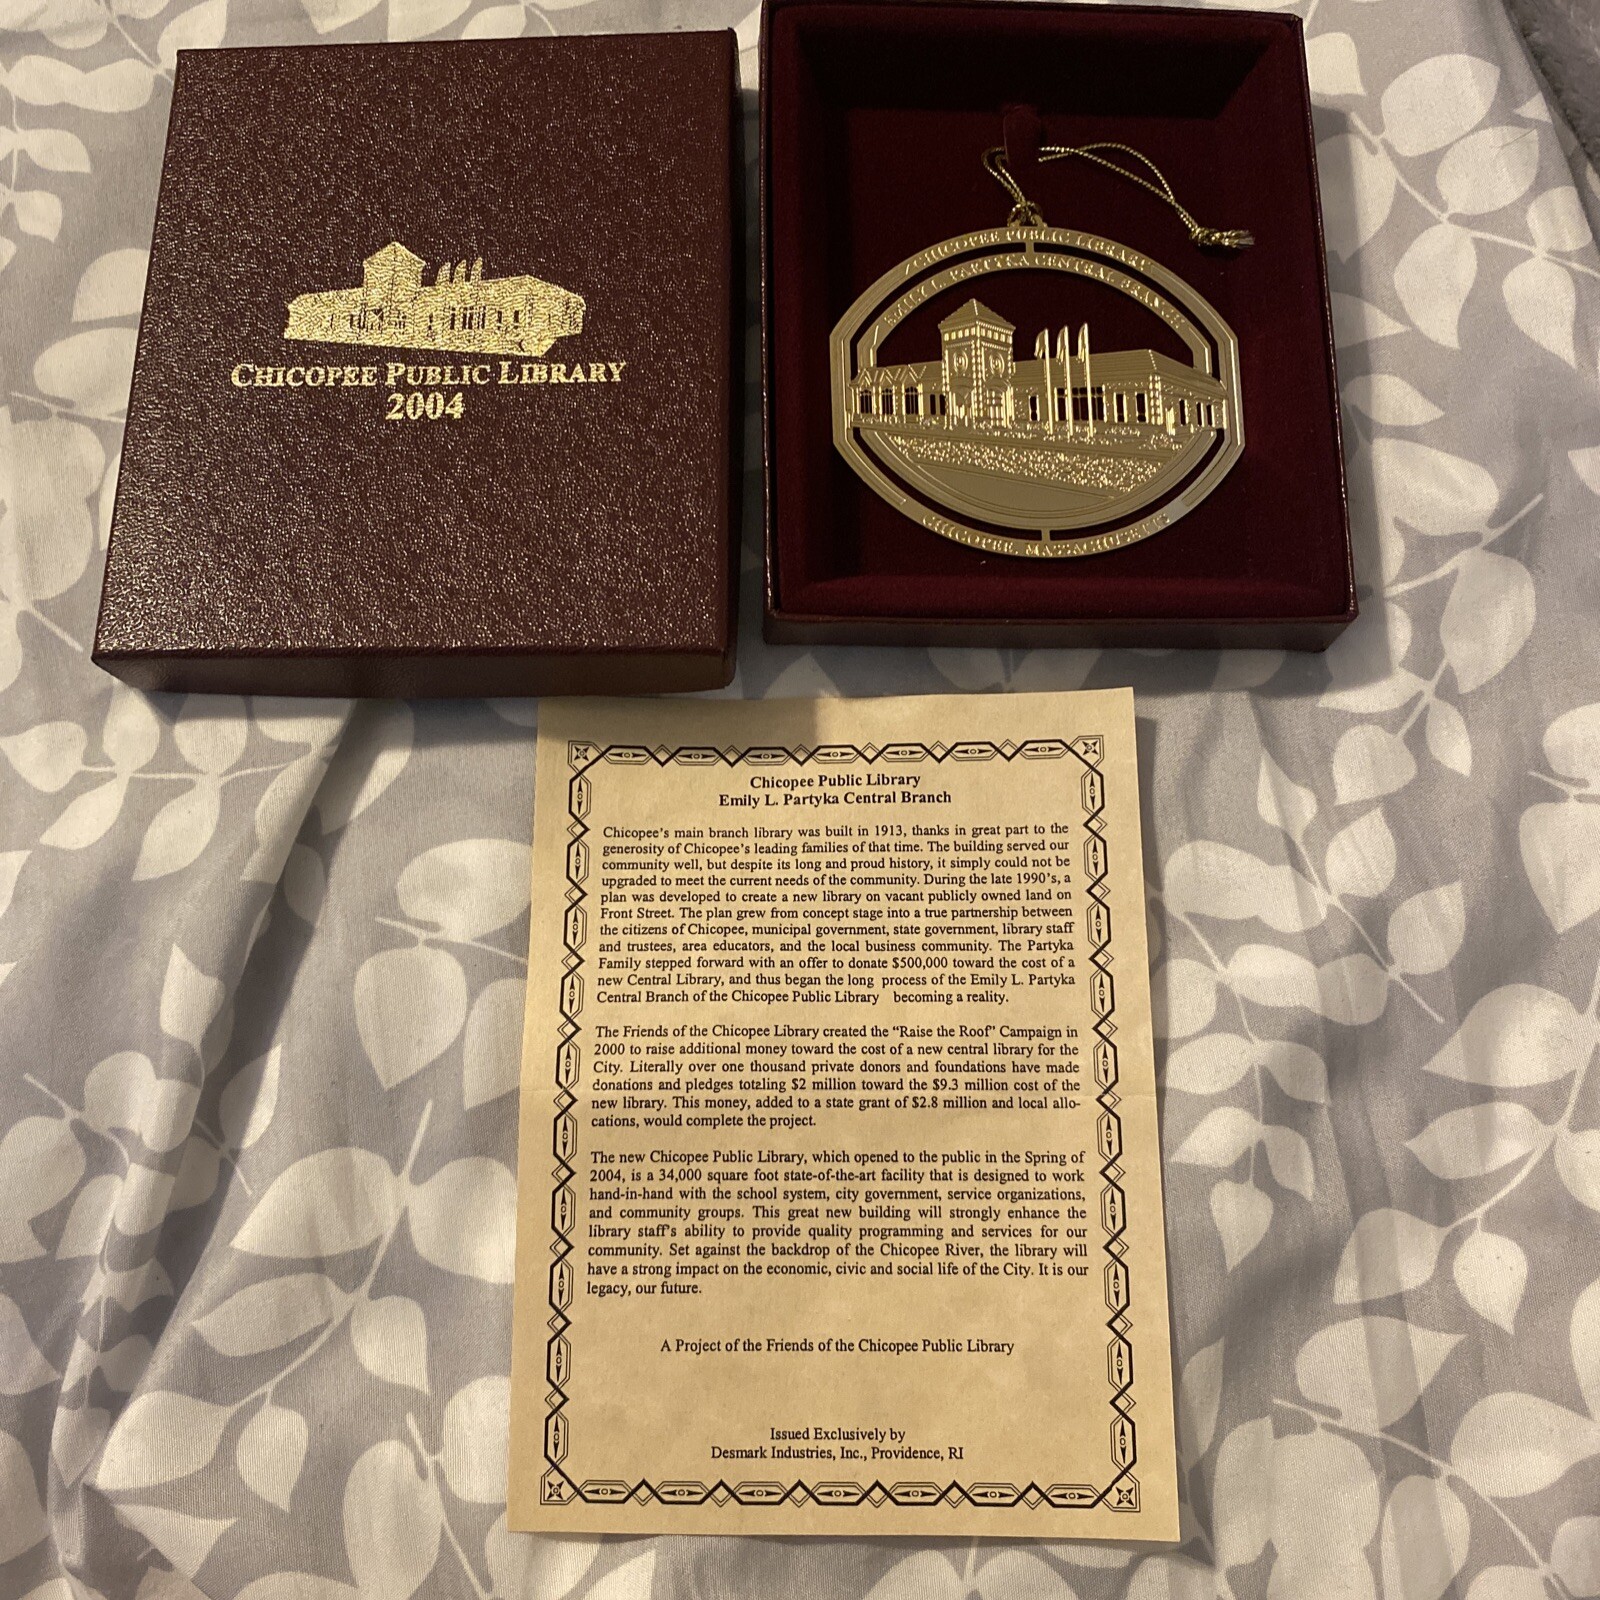 CHICOPEE PUBLIC LIBRARY
2004
CHICOPEE PUBLIC LIBRARY
EMILY L. PARTYKA CENTRAL BRANCH
CHICOPEE, MASSACHUSETTS
Chicopee Public Library
Emily L. Partyka Central Branch
Chicopee's main branch library was built in 1913, thanks in great part to the
generosity of Chicopee's leading families of that time. The building served our
community well, but despite its long and proud history, it simply could not be
upgraded to meet the current needs of the community. During the late 1990's, a
plan was developed to create a new library on vacant publicly owned land on
Front Street. The plan grew from concept stage into a true partnership between
the citizens of Chicopee, municipal government, state government, library staff
and trustees, area educators, and the local business community. The Partyka
Family stepped forward with an offer to donate $500,000 toward the cost of a
new Central Library, and thus began the long process of the Emily L. Partyka
Central Branch of the Chicopee Public Library becoming a reality.
The Friends of the Chicopee Library created the "Raise the Roof" Campaign in
2000 to raise additional money toward the cost of a new central library for the
City. Literally over one thousand private donors and foundations have made
donations and pledges totaling $2 million toward the $9.3 million cost of the
new library. This money, added to a state grant of $2.8 million and local allo-
cations, would complete the project.
The new Chicopee Public Library, which opened to the public in the Spring of
2004, is a 34,000 square foot state-of-the-art facility that is designed to work
hand-in-hand with the school system, city government, service organizations,
and community groups. This great new building will strongly enhance the
library staff's ability to provide quality programming and services for our
community. Set against the backdrop of the Chicopee River, the library will
have a strong impact on the economic, civic and social life of the City. It is our
legacy, our future.
A Project of the Friends of the Chicopee Public Library
Issued Exclusively by
Desmark Industries, Inc., Providence, RI